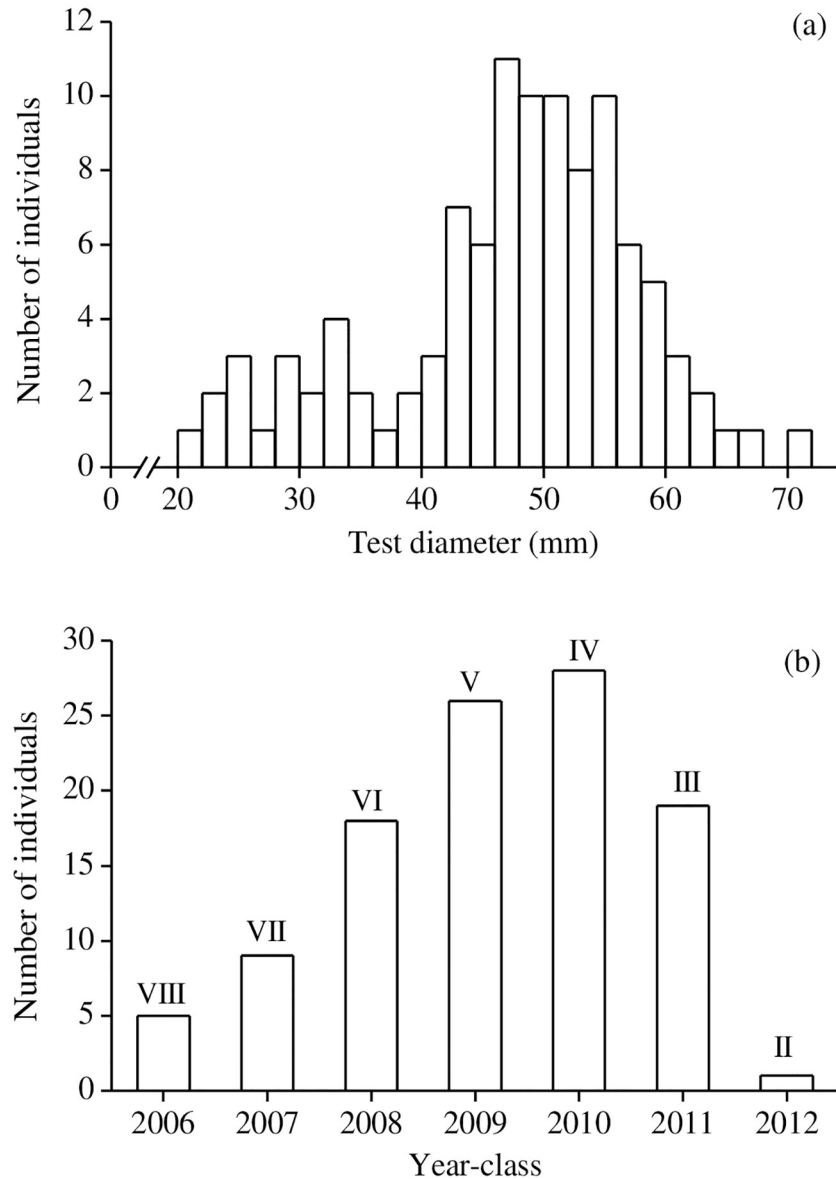 (a)
Number of individuals
12
10
8
6
4
2
0
0 20 30 40 50 60 70
Test diameter (mm)
(b)
Number of individuals
30
25
20
15
10
5
0
VIII VII VI V IV III II
2006 2007 2008 2009 2010 2011 2012
Year-class